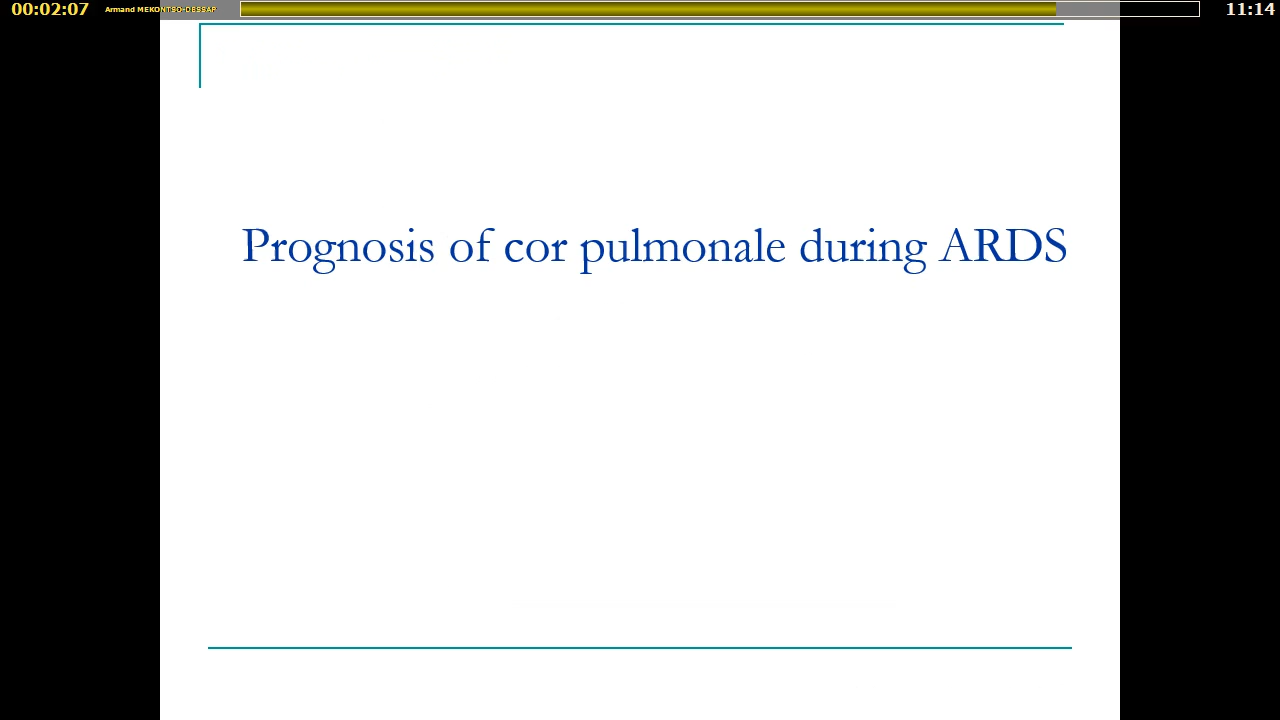 00:02:07 Armand MEKONTSO-DESSAP 11:14
Prognosis of cor pulmonale during ARDS